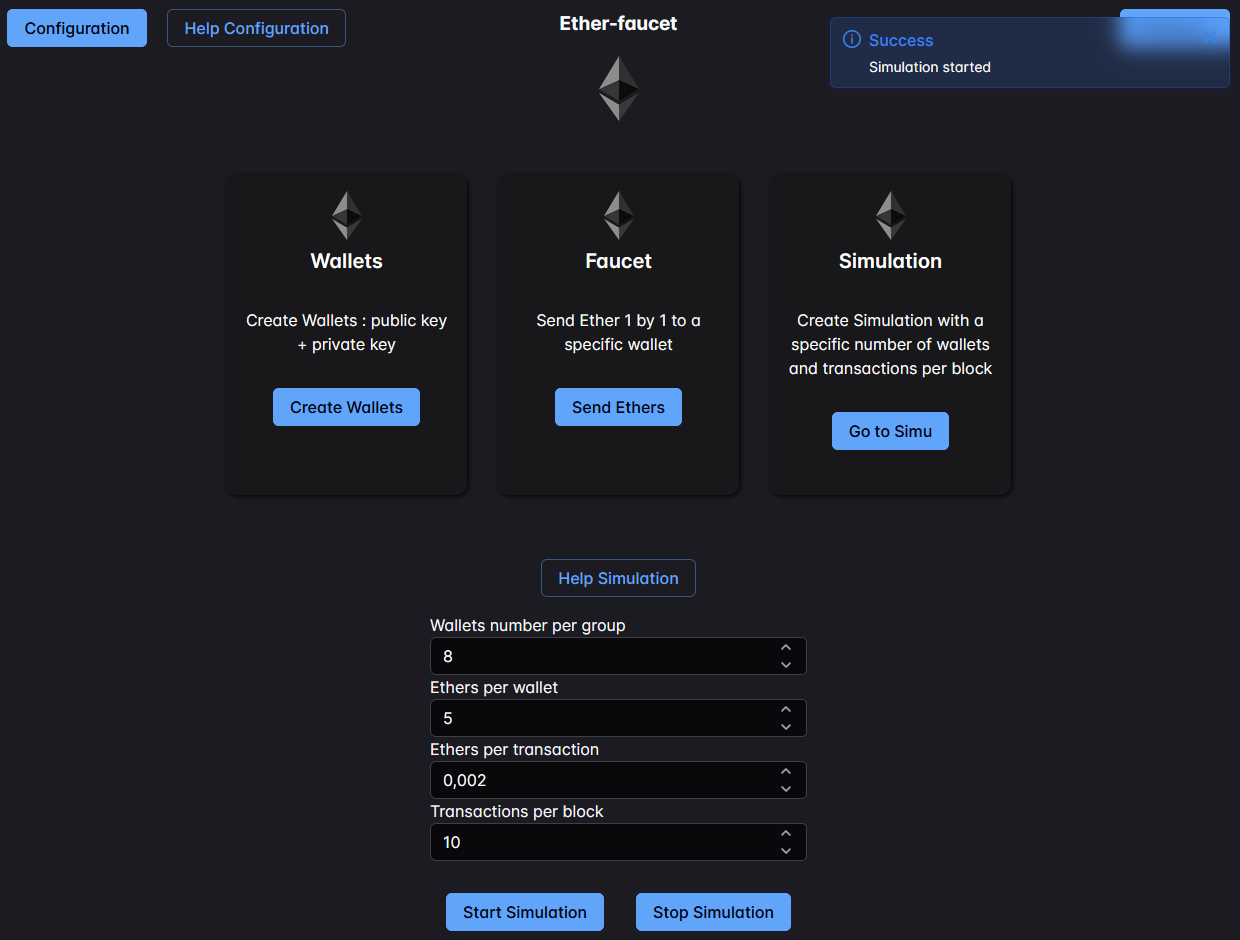 Configuration
Help Configuration
Ether-faucet
Success
Simulation started
Wallets
Create Wallets : public key
+ private key
Create Wallets
Faucet
Send Ether 1 by 1 to a
specific wallet
Send Ethers
Simulation
Create Simulation with a
specific number of wallets
and transactions per block
Go to Simu
Help Simulation
Wallets number per group
8
Ethers per wallet
5
Ethers per transaction
0,002
Transactions per block
10
Start Simulation
Stop Simulation